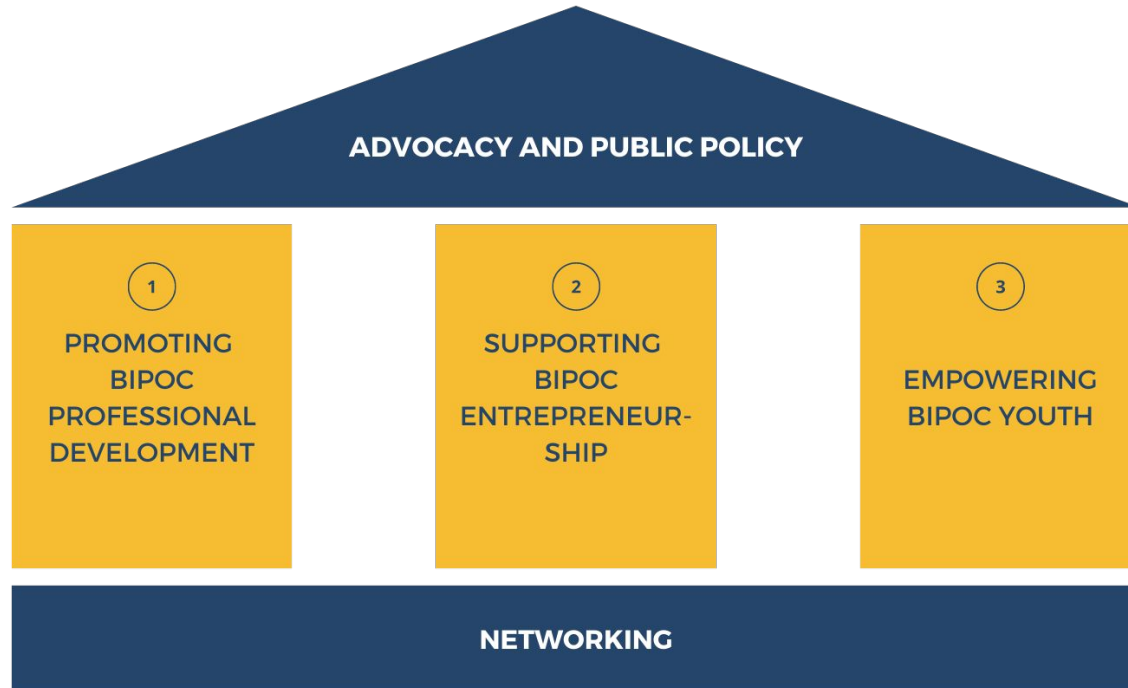 ADVOCACY AND PUBLIC POLICY
1
PROMOTING
BIPOC
PROFESSIONAL
DEVELOPMENT
2
SUPPORTING
BIPOC
ENTREPRENEUR-
SHIP
3
EMPOWERING
BIPOC YOUTH
NETWORKING